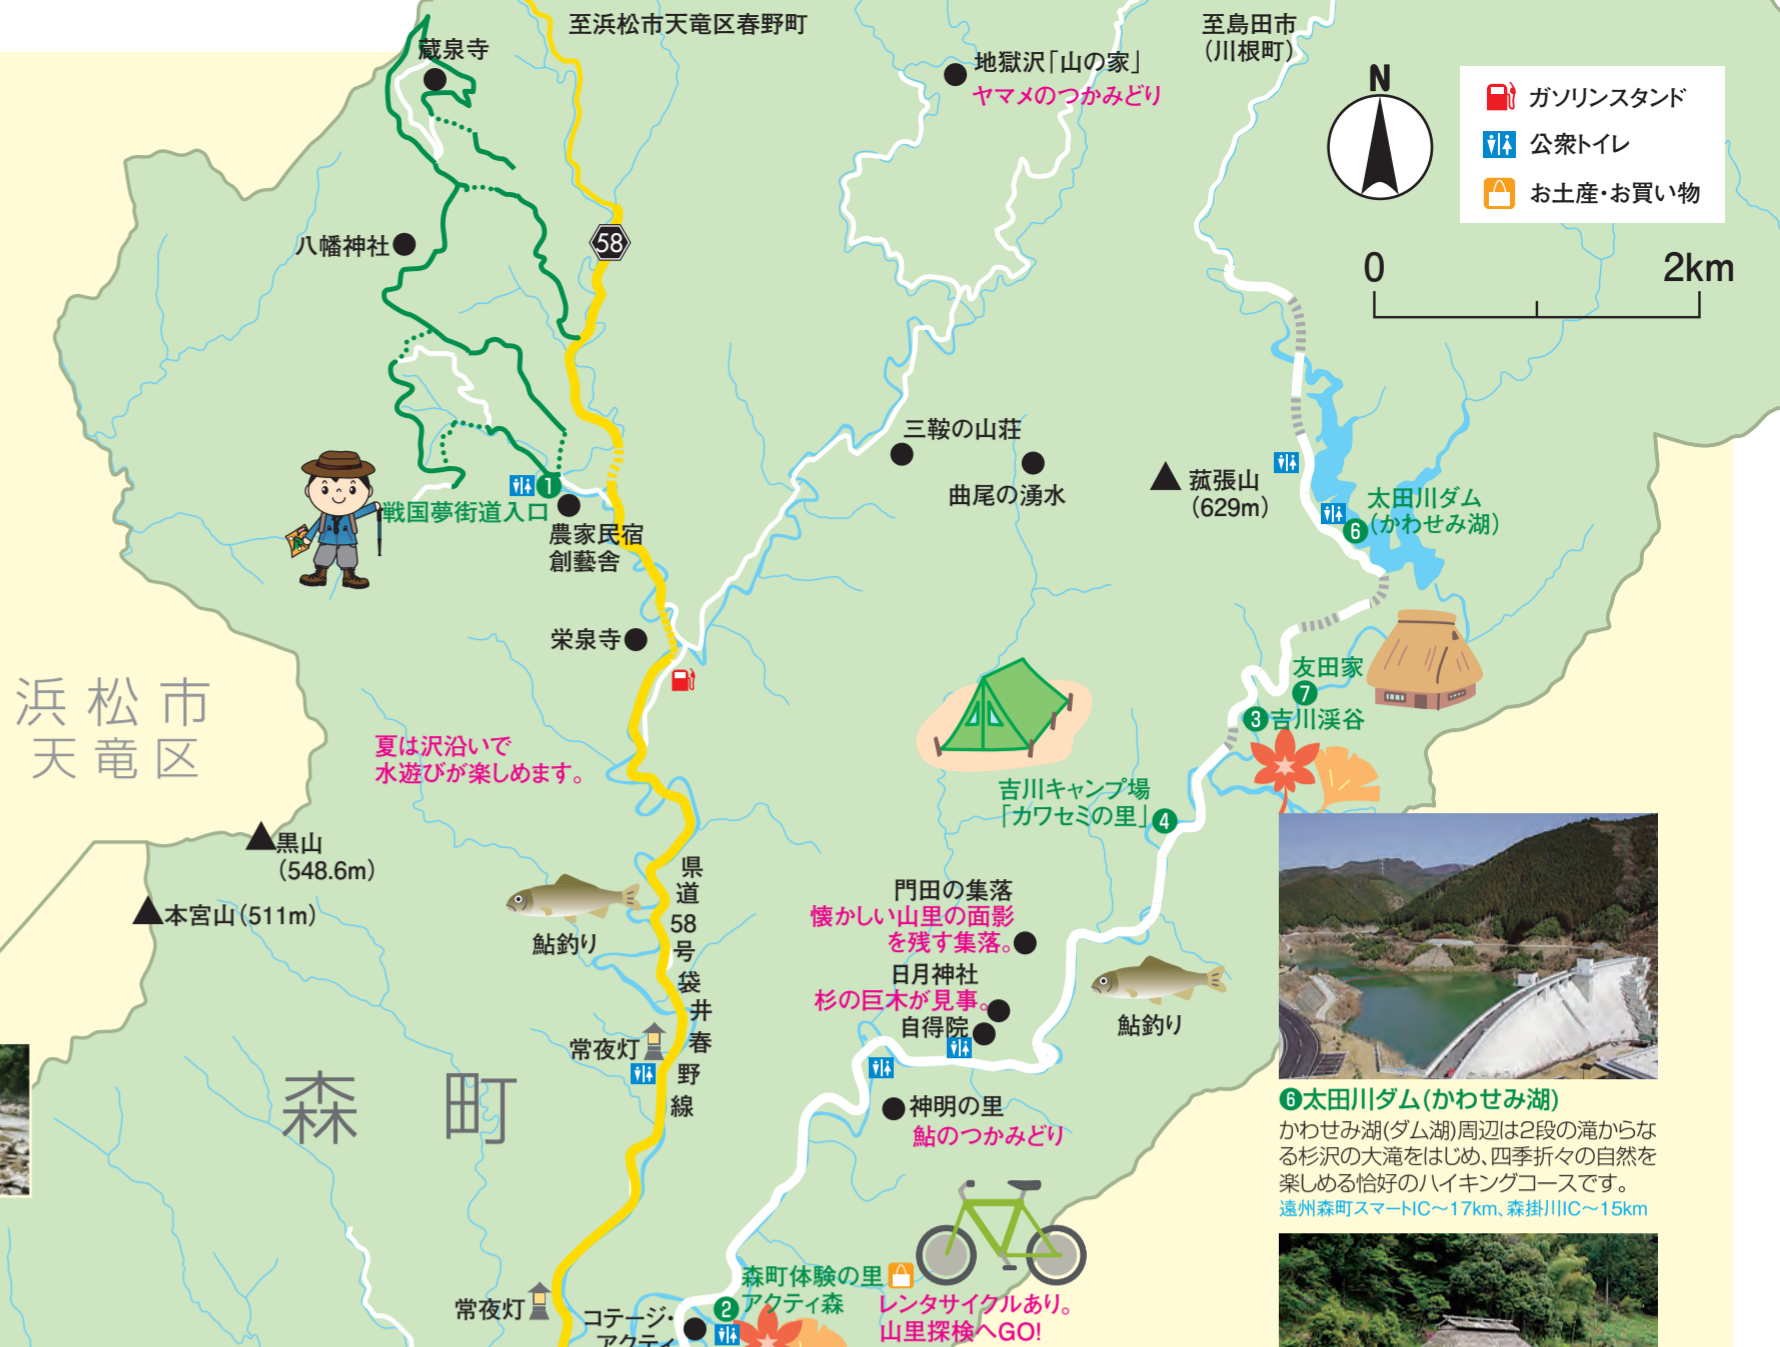 至浜松市天竜区春野町
至島田市
(川根町)
蔵泉寺
地獄沢「山の家」
ヤマメのつかみどり
N
ガソリンスタンド
公衆トイレ
お土産・お買い物
八幡神社
58
0
2km
三鞍の山荘
曲尾の湧水
菰張山
(629m)
太田川ダム
(かわせみ湖)
6
1
戦国夢街道入口
農家民宿
創藝舎
栄泉寺
友田家
7
3
吉川渓谷
浜松市
天竜区
夏は沢沿いで
水遊びが楽しめます。
吉川キャンプ場
「カワセミの里」
4
黒山
(548.6m)
本宮山(511m)
県道58号袋井春野線
鮎釣り
門田の集落
懐かしい山里の面影
を残す集落。
日月神社
杉の巨木が見事。
自得院
鮎釣り
常夜灯
森町
神明の里
鮎のつかみどり
6太田川ダム(かわせみ湖)
かわせみ湖(ダム湖)周辺は2段の滝からな
る杉沢の大滝をはじめ、四季折々の自然を
楽しめる恰好のハイキングコースです。
遠州森町スマートIC〜17km、森掛川IC〜15km
常夜灯
コテージ・
アクティ
2
森町体験の里
アクティ森
レンタサイクルあり。
山里探検へGO!